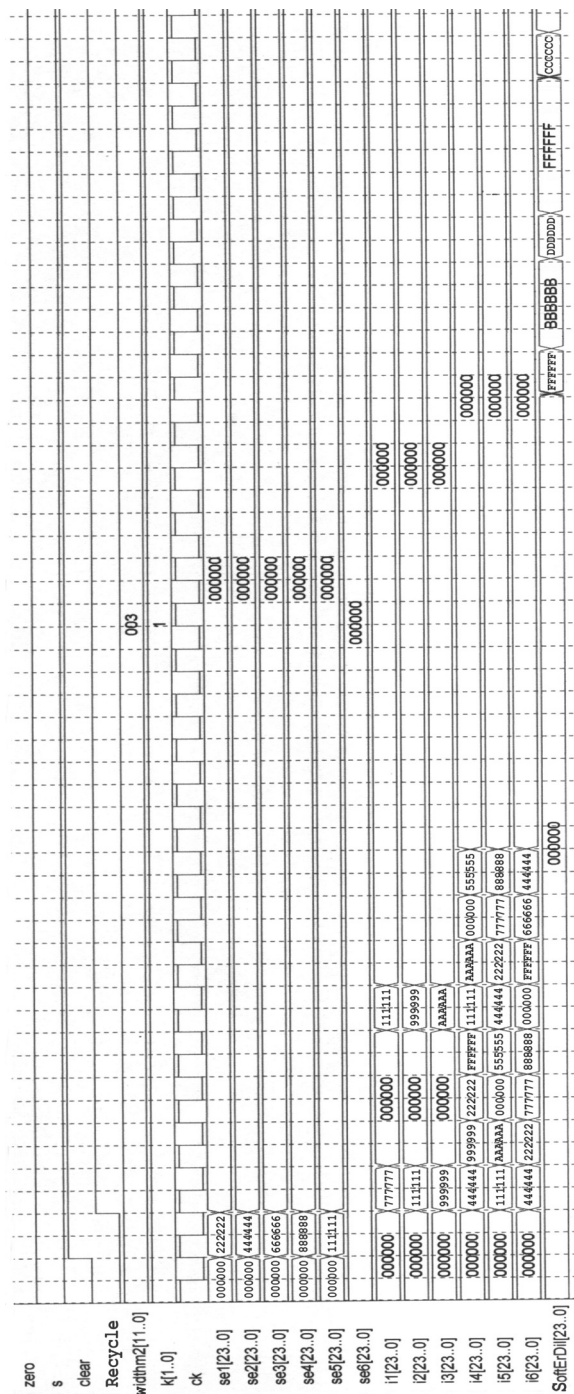 zero
s
clear
Recycle
widthm2[11..0] 003
k[1..0] 1
ck
se1[23..0] 000000 222222 000000
se2[23..0] 000000 444444 000000
se3[23..0] 000000 666666 000000
se4[23..0] 000000 888888 000000
se5[23..0] 000000 111111 000000
se6[23..0] 000000
I1[23..0] 000000 777777 000000 111111 000000
I2[23..0] 000000 111111 000000 999999 000000
I3[23..0] 000000 999999 000000 AAAAAA 000000
I4[23..0] 000000 444444 999999 222222 FFFFFF 111111 AAAAAA 000000 555555 000000
I5[23..0] 000000 111111 AAAAAA 000000 555555 444444 222222 777777 888888 000000
I6[23..0] 000000 444444 222222 777777 888888 000000 FFFFFF 666666 444444 000000
SoftErDil[23..0] 000000 FFFFFF BBBBBB DDDDDD FFFFFF CCCCCC